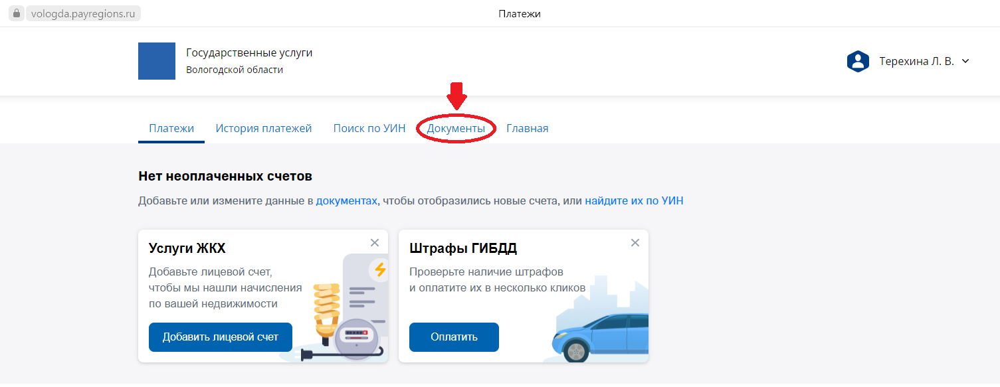 vologda.payregions.ru
Платежи
Государственные услуги
Вологодской области
Терехина Л. В.
Платежи
История платежей
Поиск по УИН
Документы
Главная
Нет неоплаченных счетов
Добавьте или измените данные в документах, чтобы отобразились новые счета, или найдите их по УИН
Услуги ЖКХ
Добавьте лицевой счет,
чтобы мы нашли начисления
по вашей недвижимости
Добавить лицевой счет
Штрафы ГИБДД
Проверьте наличие штрафов
и оплатите их в несколько кликов
Оплатить